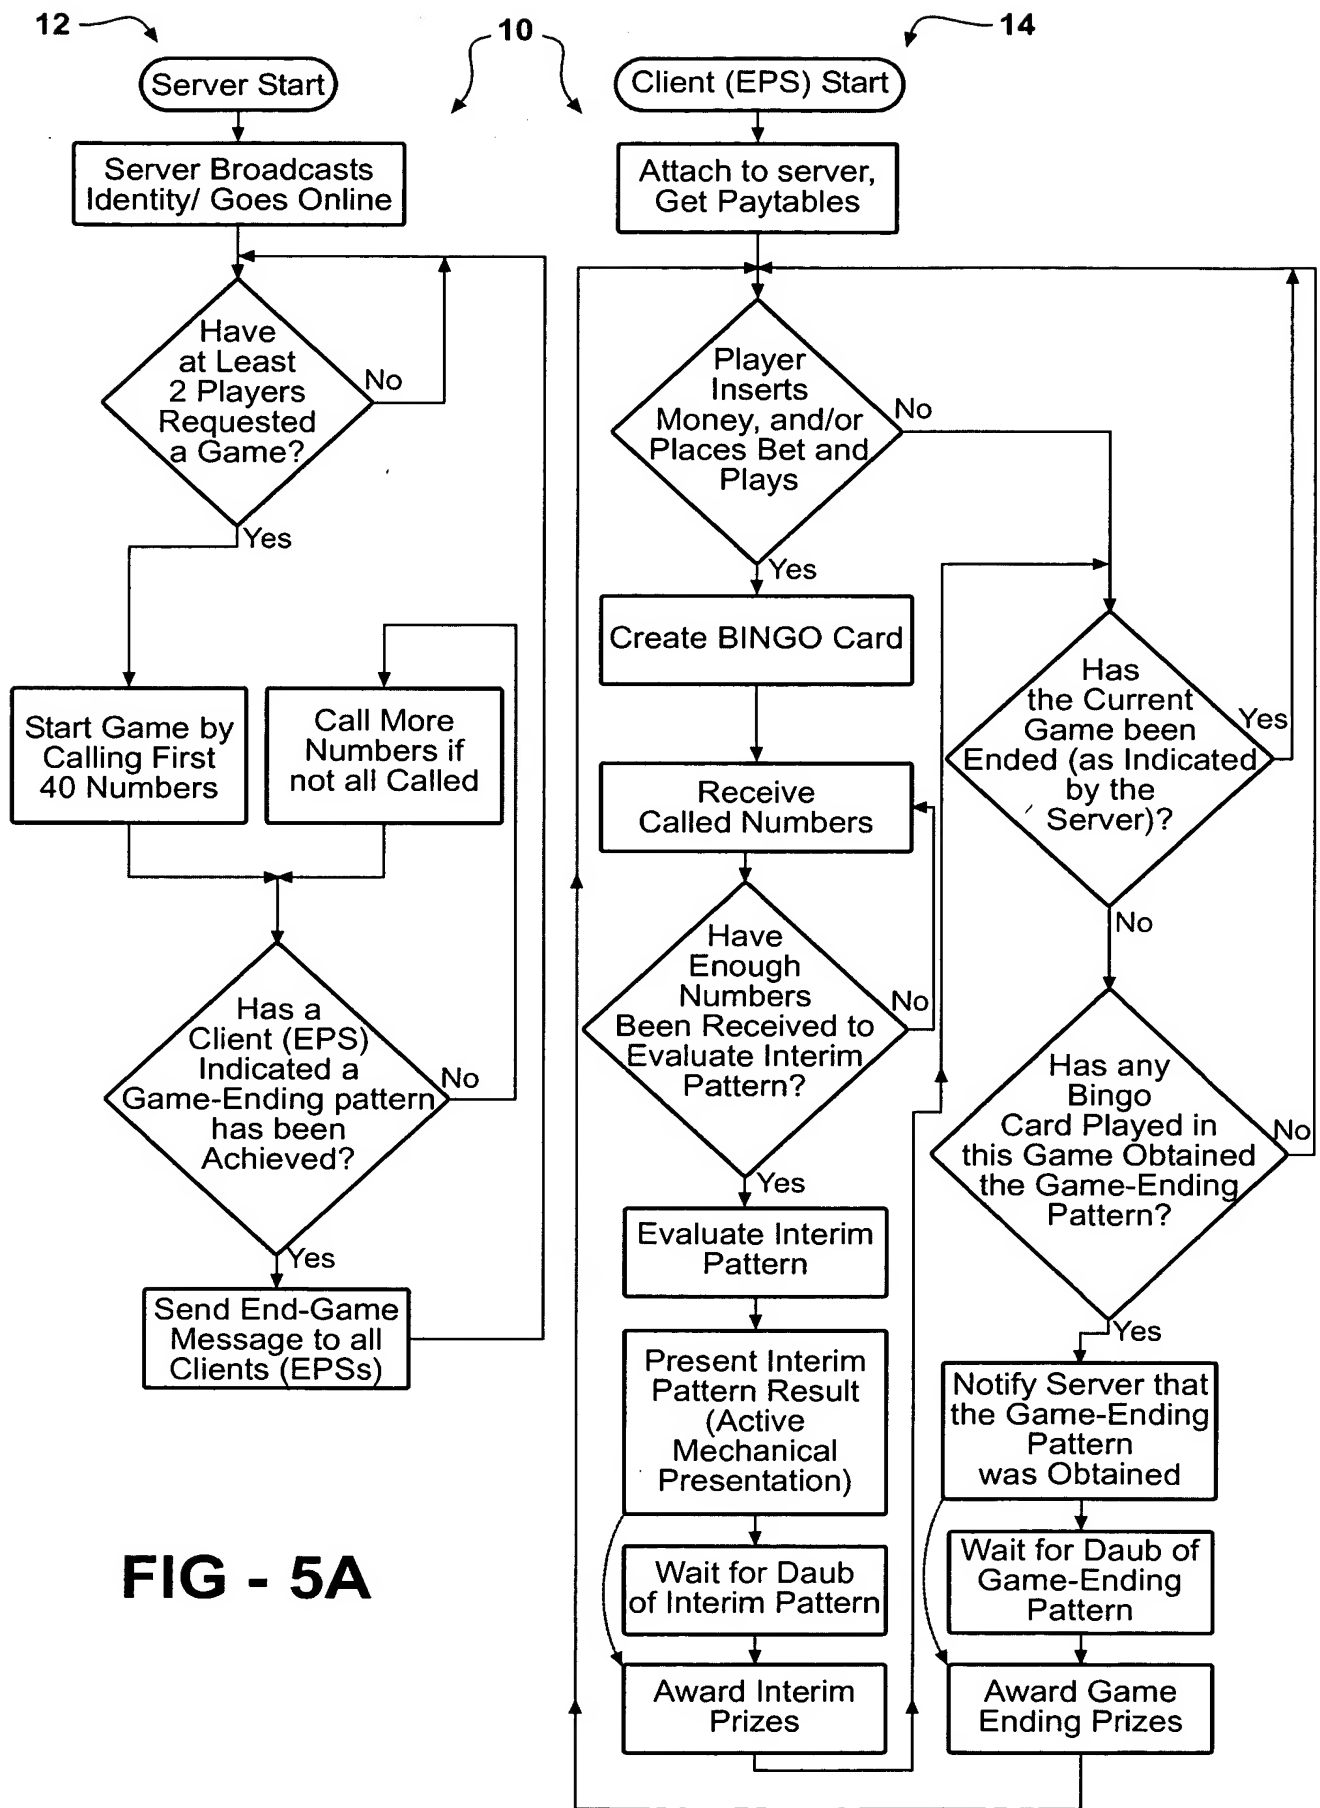 12
10
14
Server Start
Server Broadcasts
Identity/ Goes Online
Have
at Least
2 Players
Requested
a Game?
No
Yes
Start Game by
Calling First
40 Numbers
Call More
Numbers if
not all Called
Has a
Client (EPS)
Indicated a
Game-Ending pattern
has been
Achieved?
No
Yes
Send End-Game
Message to all
Clients (EPSs)
Client (EPS) Start
Attach to server,
Get Paytables
Player
Inserts
Money, and/or
Places Bet and
Plays
No
Yes
Create BINGO Card
Receive
Called Numbers
Have
Enough
Numbers
Been Received to
Evaluate Interim
Pattern?
No
Yes
Evaluate Interim
Pattern
Present Interim
Pattern Result
(Active
Mechanical
Presentation)
Wait for Daub
of Interim Pattern
Award Interim
Prizes
Has
the Current
Game been
Ended (as Indicated
by the
Server)?
Yes
No
Has any
Bingo
Card Played in
this Game Obtained
the Game-Ending
Pattern?
No
Yes
Notify Server that
the Game-Ending
Pattern
was Obtained
Wait for Daub of
Game-Ending
Pattern
Award Game
Ending Prizes
FIG - 5A